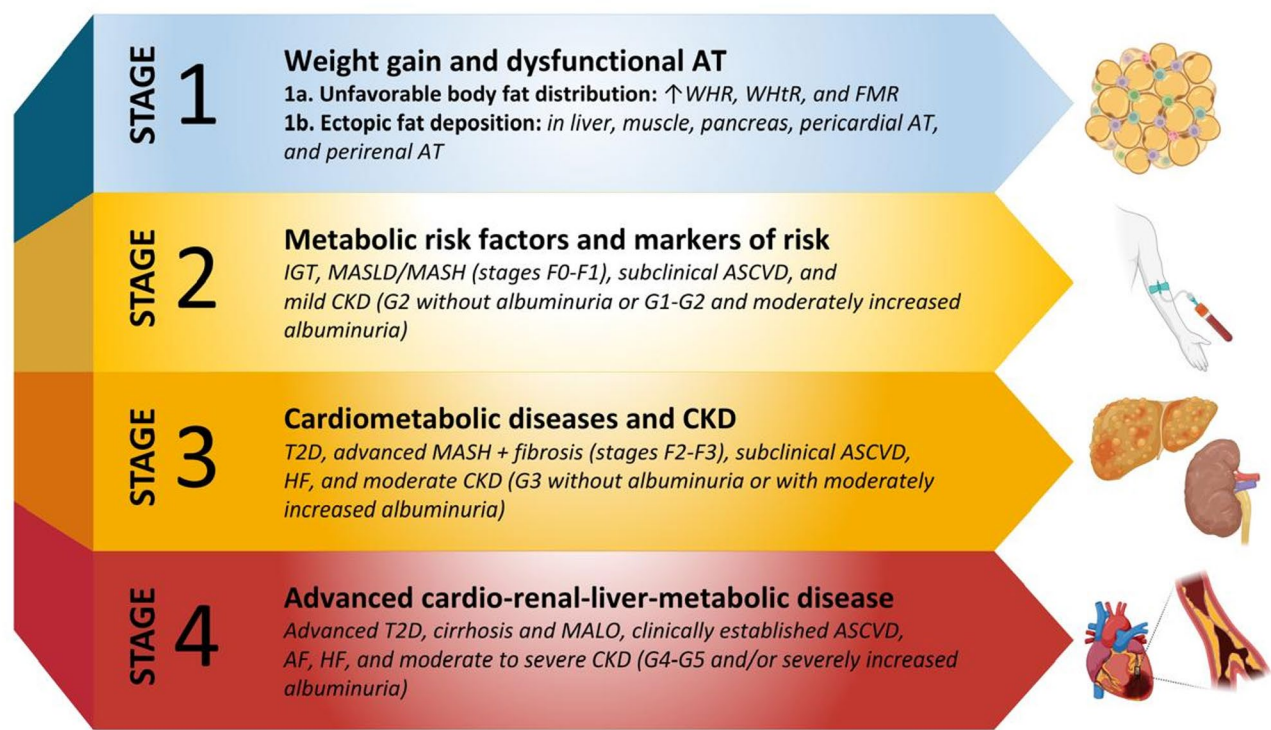 STAGE 1
Weight gain and dysfunctional AT
1a. Unfavorable body fat distribution: ↑WHR, WHtR, and FMR
1b. Ectopic fat deposition: in liver, muscle, pancreas, pericardial AT,
and perirenal AT
STAGE 2
Metabolic risk factors and markers of risk
IGT, MASLD/MASH (stages F0-F1), subclinical ASCVD, and
mild CKD (G2 without albuminuria or G1-G2 and moderately increased
albuminuria)
STAGE 3
Cardiometabolic diseases and CKD
T2D, advanced MASH + fibrosis (stages F2-F3), subclinical ASCVD,
HF, and moderate CKD (G3 without albuminuria or with moderately
increased albuminuria)
STAGE 4
Advanced cardio-renal-liver-metabolic disease
Advanced T2D, cirrhosis and MALO, clinically established ASCVD,
AF, HF, and moderate to severe CKD (G4-G5 and/or severely increased
albuminuria)